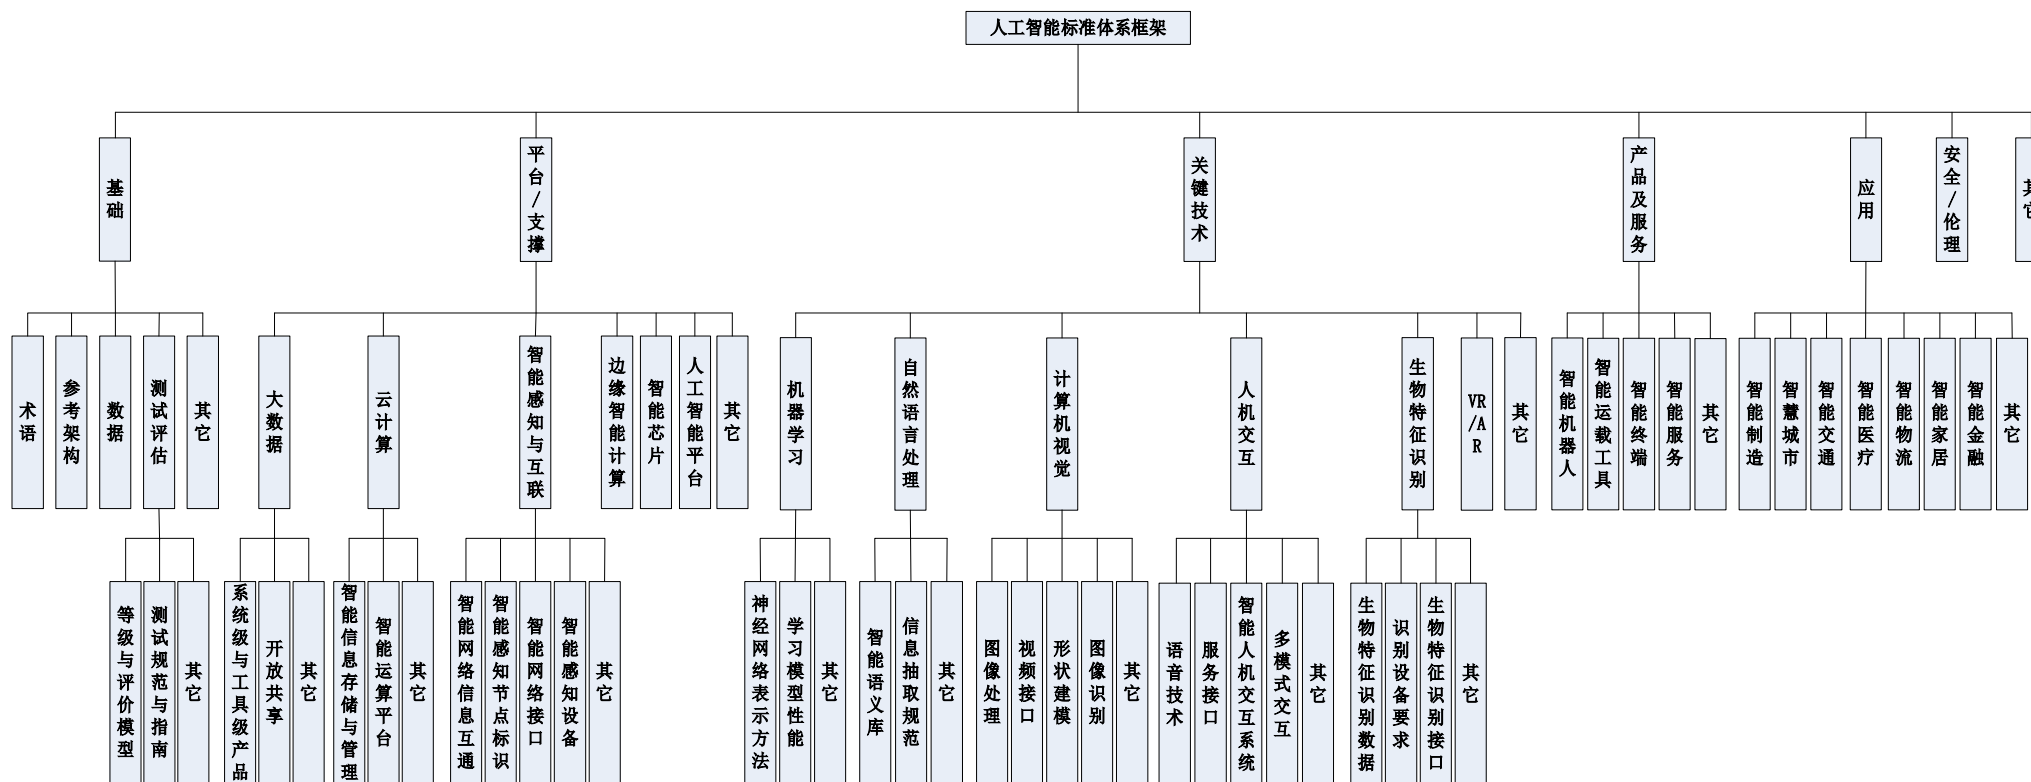 人工智能标准体系框架
基础
平台/支撑
关键技术
产品及服务
应用
安全/伦理
其它
术语
参考架构
数据
测试评估
其它
大数据
云计算
智能感知与互联
边缘智能计算
智能芯片
人工智能平台
其它
机器学习
自然语言处理
计算机视觉
人机交互
生物特征识别
VR/AR
其它
智能机器人
智能运载工具
智能终端
智能服务
其它
智能制造
智慧城市
智能交通
智能医疗
智能物流
智能家居
智能金融
其它
等级与评价模型
测试规范与指南
其它
系统级与工具级产品
开放共享
其它
智能信息存储与管理
智能运算平台
其它
智能网络信息互通
智能感知节点标识
智能网络接口
智能感知设备
其它
神经网络表示方法
学习模型性能
其它
智能语义库
信息抽取规范
其它
图像处理
视频接口
形状建模
图像识别
其它
语音技术
服务接口
智能人机交互系统
多模式交互
其它
生物特征识别数据
识别设备要求
生物特征识别接口
其它